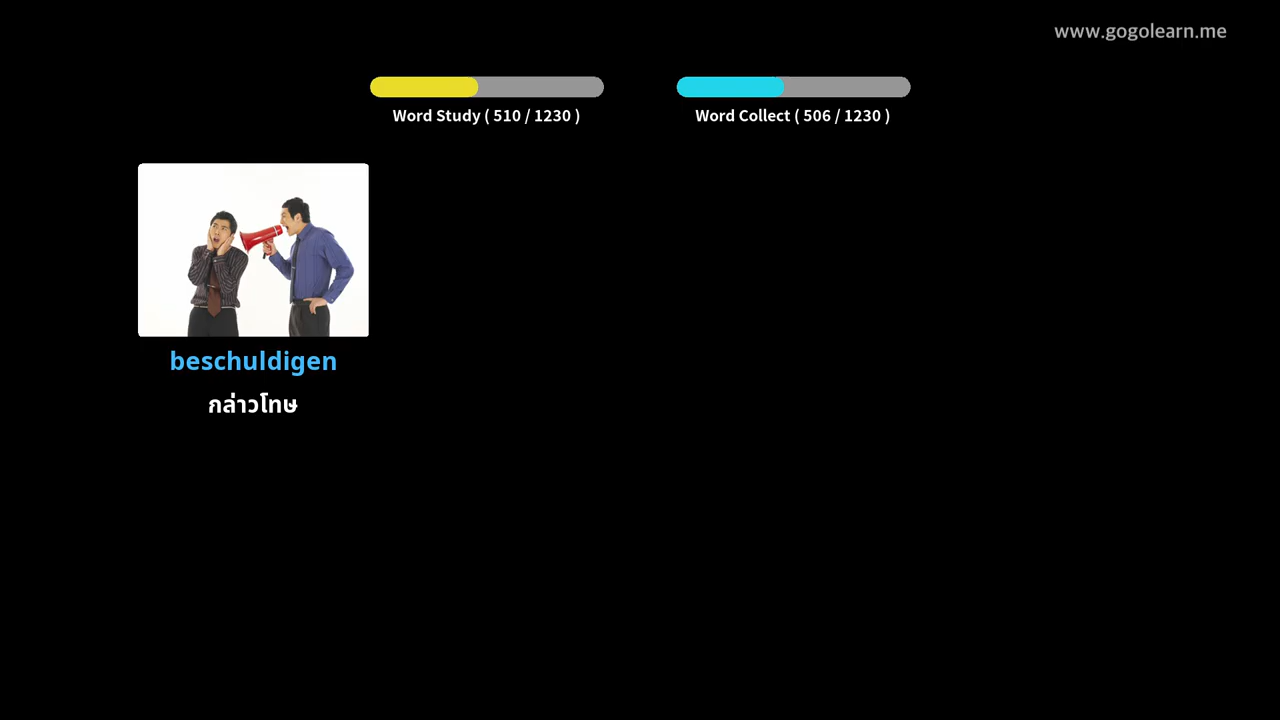 www.gogolearn.me
Word Study ( 510 / 1230 )
Word Collect ( 506 / 1230 )
beschuldigen
กล่าวโทษ